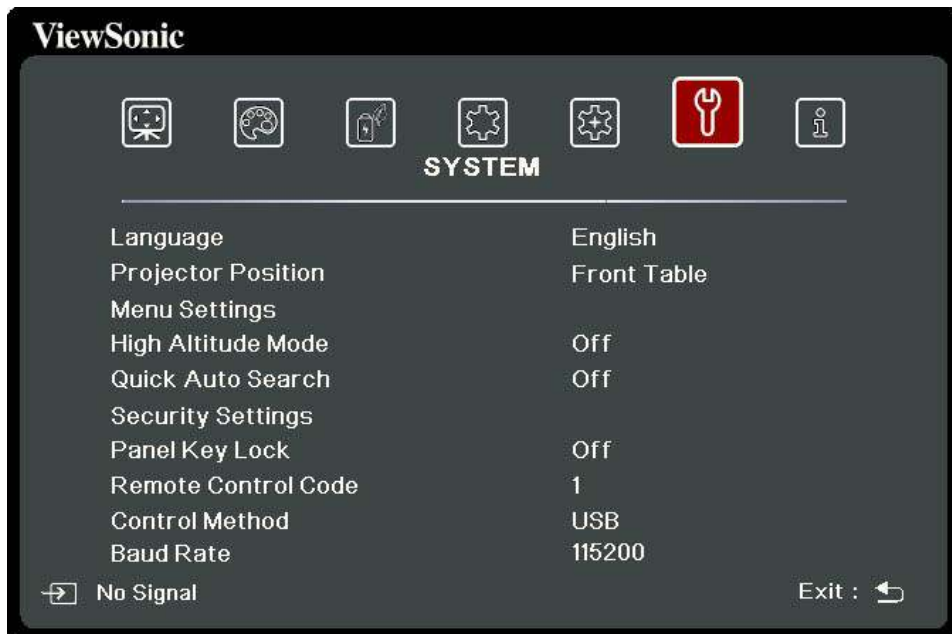 ViewSonic
SYSTEM
Language English
Projector Position Front Table
Menu Settings
High Altitude Mode Off
Quick Auto Search Off
Security Settings
Panel Key Lock Off
Remote Control Code 1
Control Method USB
Baud Rate 115200
No Signal Exit :